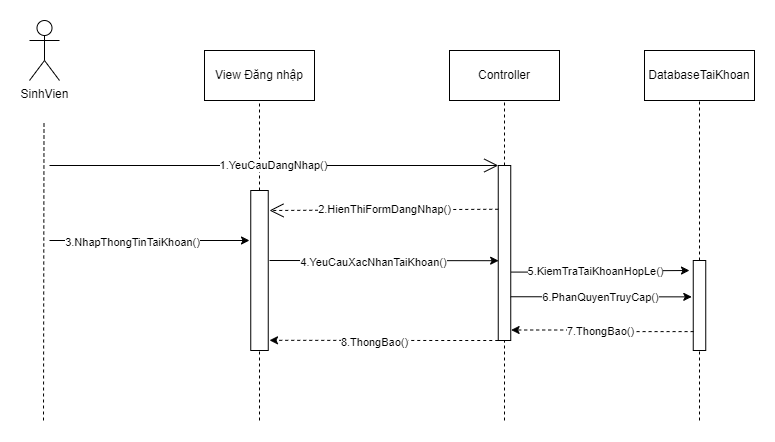 SinhVien
View Đăng nhập
Controller
DatabaseTaiKhoan
1.YeuCauDangNhap()
2.HienThiFormDangNhap()
3.NhapThongTinTaiKhoan()
4.YeuCauXacNhanTaiKhoan()
5.KiemTraTaiKhoanHopLe()
6.PhanQuyenTruyCap()
7.ThongBao()
8.ThongBao()